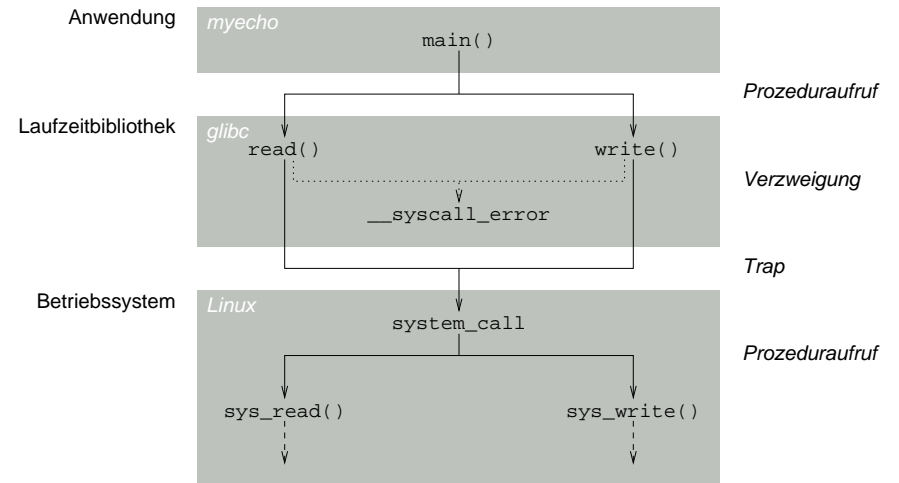 Anwendung
myecho
main()
Prozeduraufruf
Laufzeitbibliothek
glibc
read()
write()
Verzweigung
__syscall_error
Trap
Betriebssystem
Linux
system_call
Prozeduraufruf
sys_read()
sys_write()